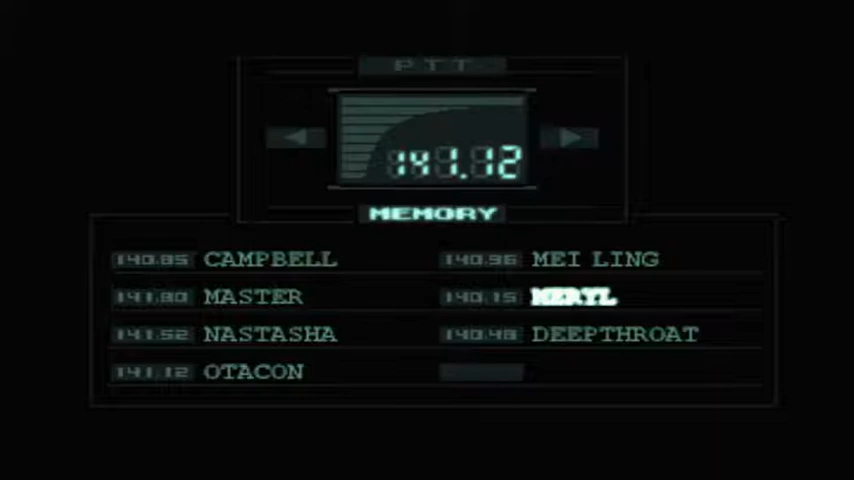 PTT
141.12
MEMORY
140.85 CAMPBELL 140.96 MEI LING
141.80 MASTER 140.15 MERYL
141.52 NASTASHA 140.48 DEEPTHROAT
141.12 OTACON